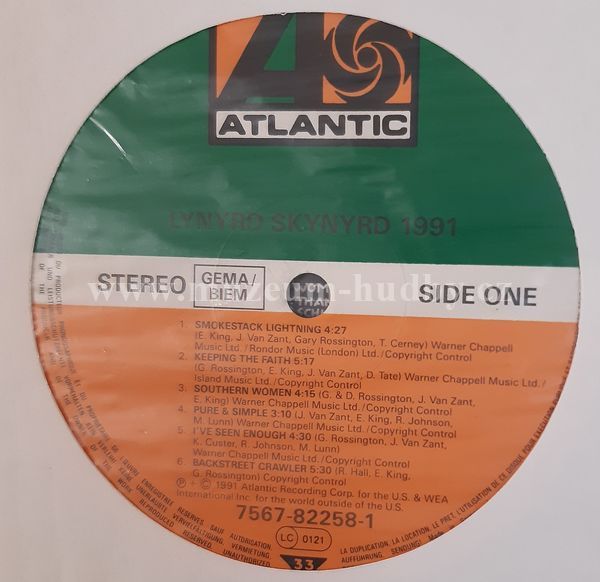 ATLANTIC
LYNYRD SKYNYRD 1991
STEREO GEMA/ BIEM SIDE ONE
www.muzeum-hudby.cz
1. SMOKESTACK LIGHTNING 4:27
(E. King, J. Van Zant, Gary Rossington, T. Cerney) Warner Chappell
Music Ltd./Rondor Music (London) Ltd./Copyright Control
2. KEEPING THE FAITH 5:17
(G. Rossington, E. King, J. Van Zant, D. Tate) Warner Chappell Music Ltd./
Island Music Ltd./Copyright Control
3. SOUTHERN WOMEN 4:15 (G. & D. Rossington, J. Van Zant,
E. King) Warner Chappell Music Ltd./Copyright Control
4. PURE & SIMPLE 3:10 (J. Van Zant, E. King, R. Johnson,
M. Lunn) Warner Chappell Music Ltd./Copyright Control
5. I'VE SEEN ENOUGH 4:30 (G. Rossington, J. Van Zant,
K. Custer, R. Johnson, M. Lunn)
Warner Chappell Music Ltd./Copyright Control
6. BACKSTREET CRAWLER 5:30 (R. Hall, E. King,
G. Rossington) Copyright Control
℗ + © 1991 Atlantic Recording Corp. for the U.S. & WEA
International Inc. for the world outside of the U.S.
7567-82258-1
LC 0121
33